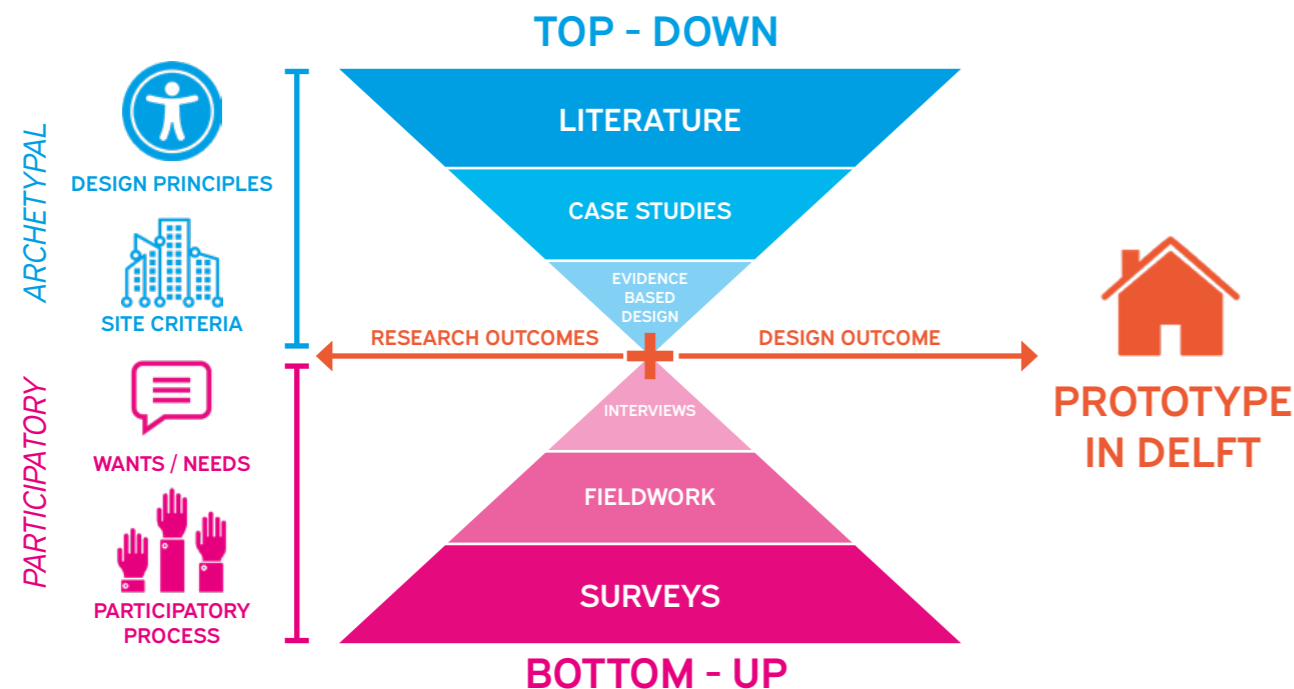 TOP - DOWN
ARCHETYPAL
DESIGN PRINCIPLES
SITE CRITERIA
PARTICIPATORY
WANTS / NEEDS
PARTICIPATORY
PROCESS
LITERATURE
CASE STUDIES
EVIDENCE
BASED
DESIGN
RESEARCH OUTCOMES
DESIGN OUTCOME
INTERVIEWS
FIELDWORK
SURVEYS
BOTTOM - UP
PROTOTYPE
IN DELFT